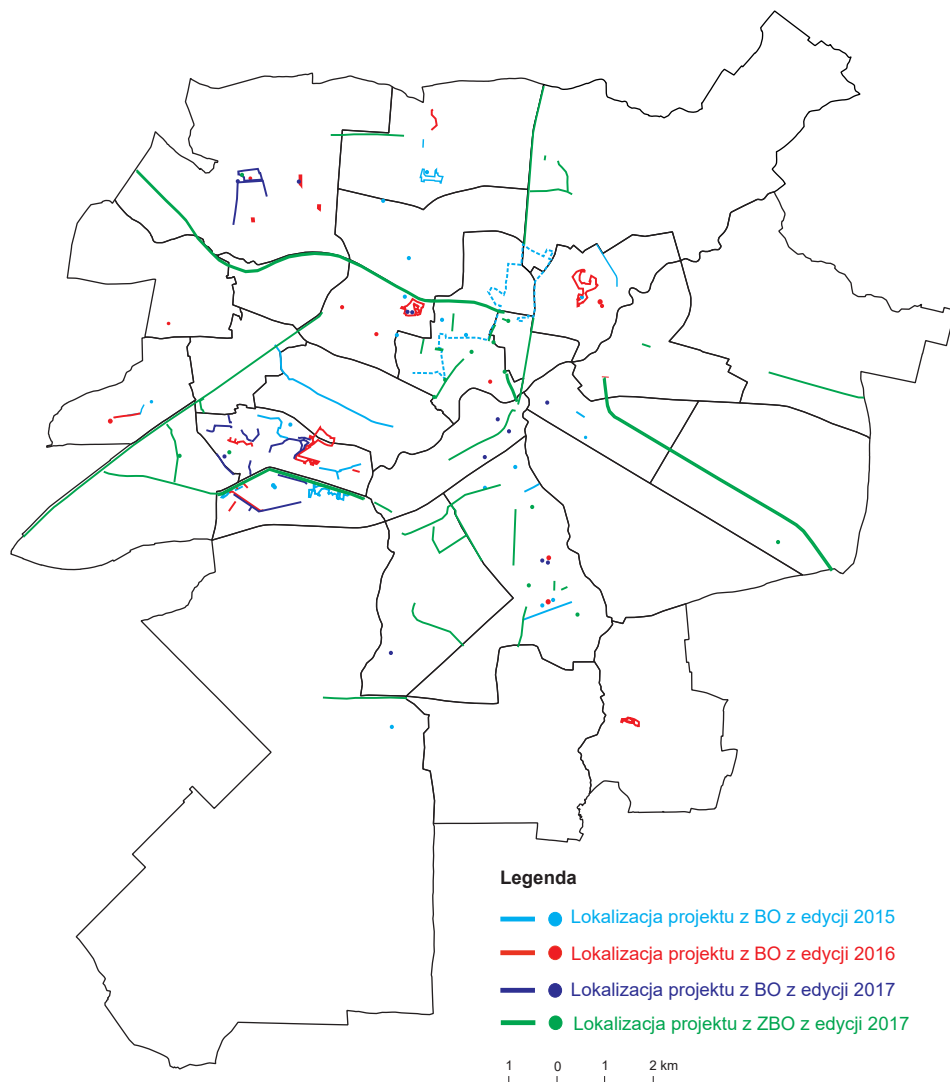 Legenda
Lokalizacja projektu z BO z edycji 2015
Lokalizacja projektu z BO z edycji 2016
Lokalizacja projektu z BO z edycji 2017
Lokalizacja projektu z ZBO z edycji 2017
1 0 1 2 km